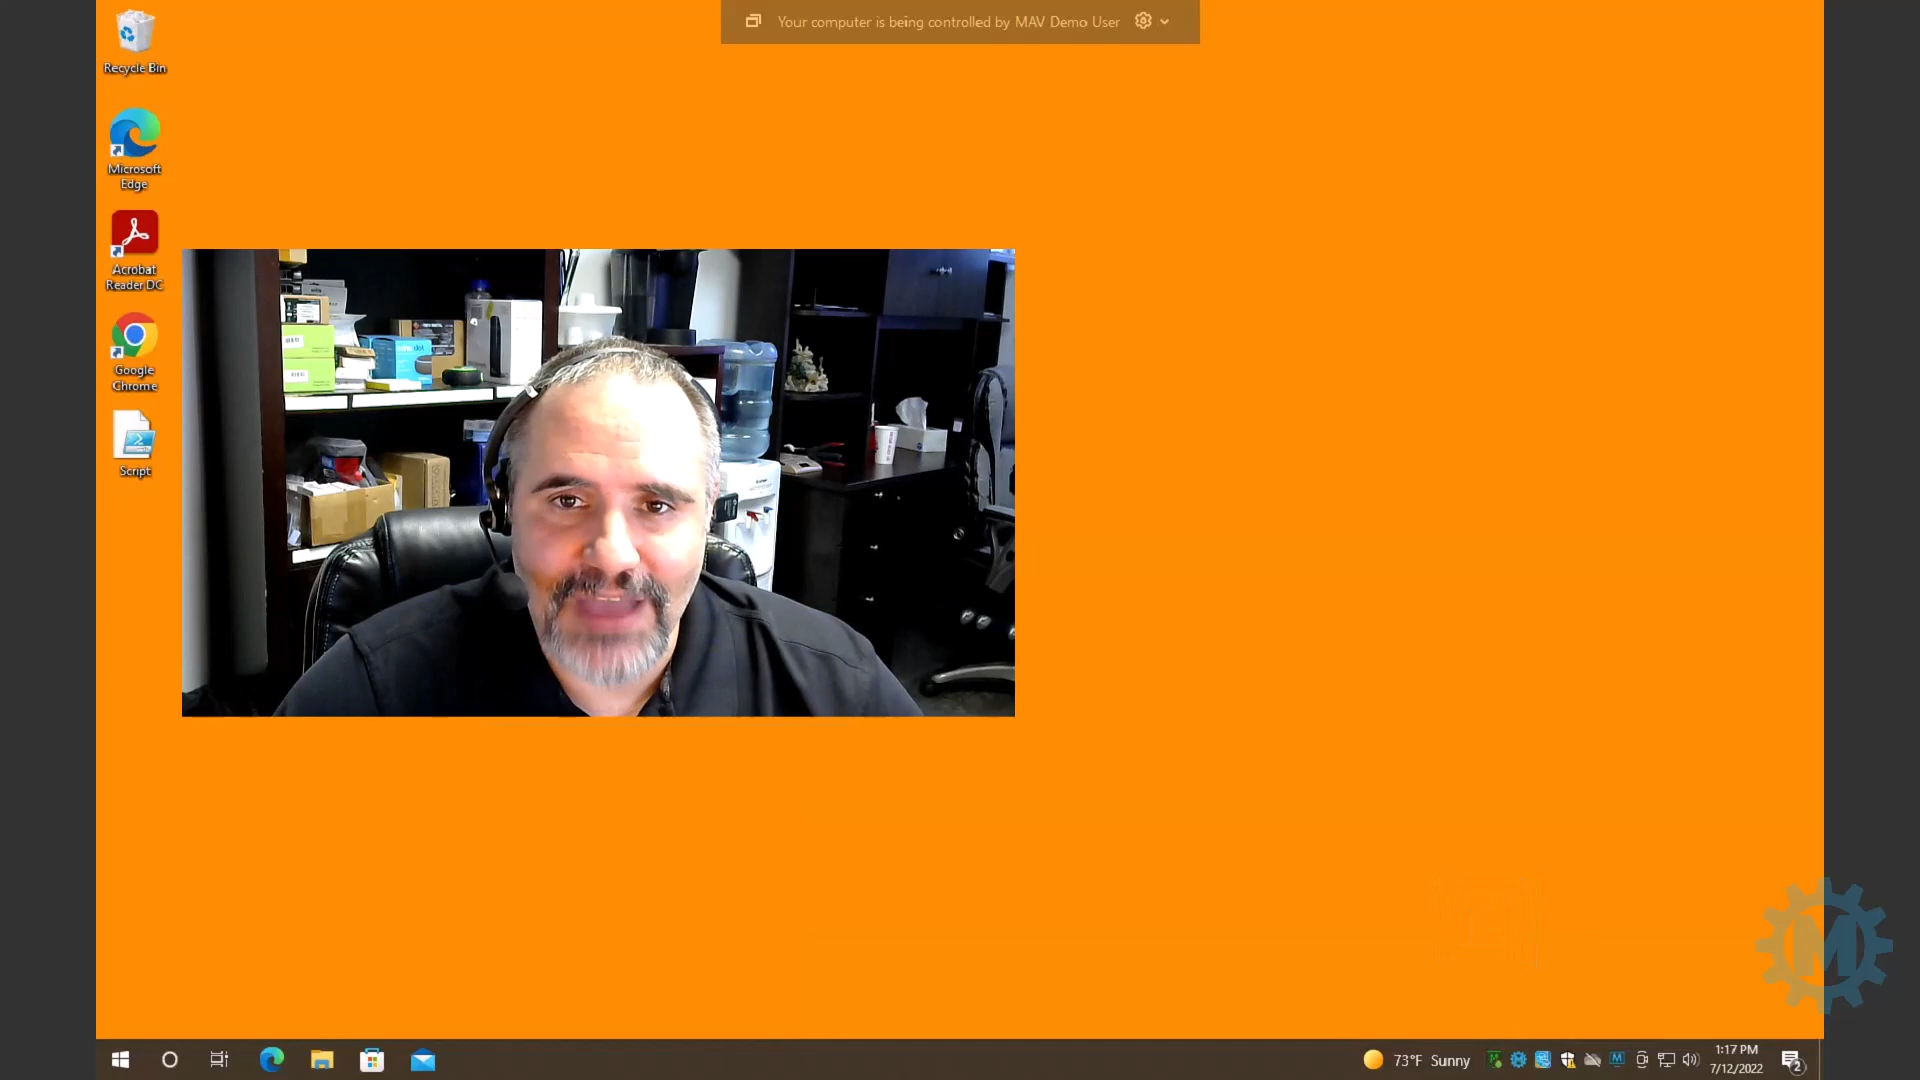 Your computer is being controlled by MAV Demo User
Recycle Bin
Microsoft
Edge
Acrobat
Reader DC
Google
Chrome
Script
M
73°F Sunny
1:17 PM
7/12/2022
2